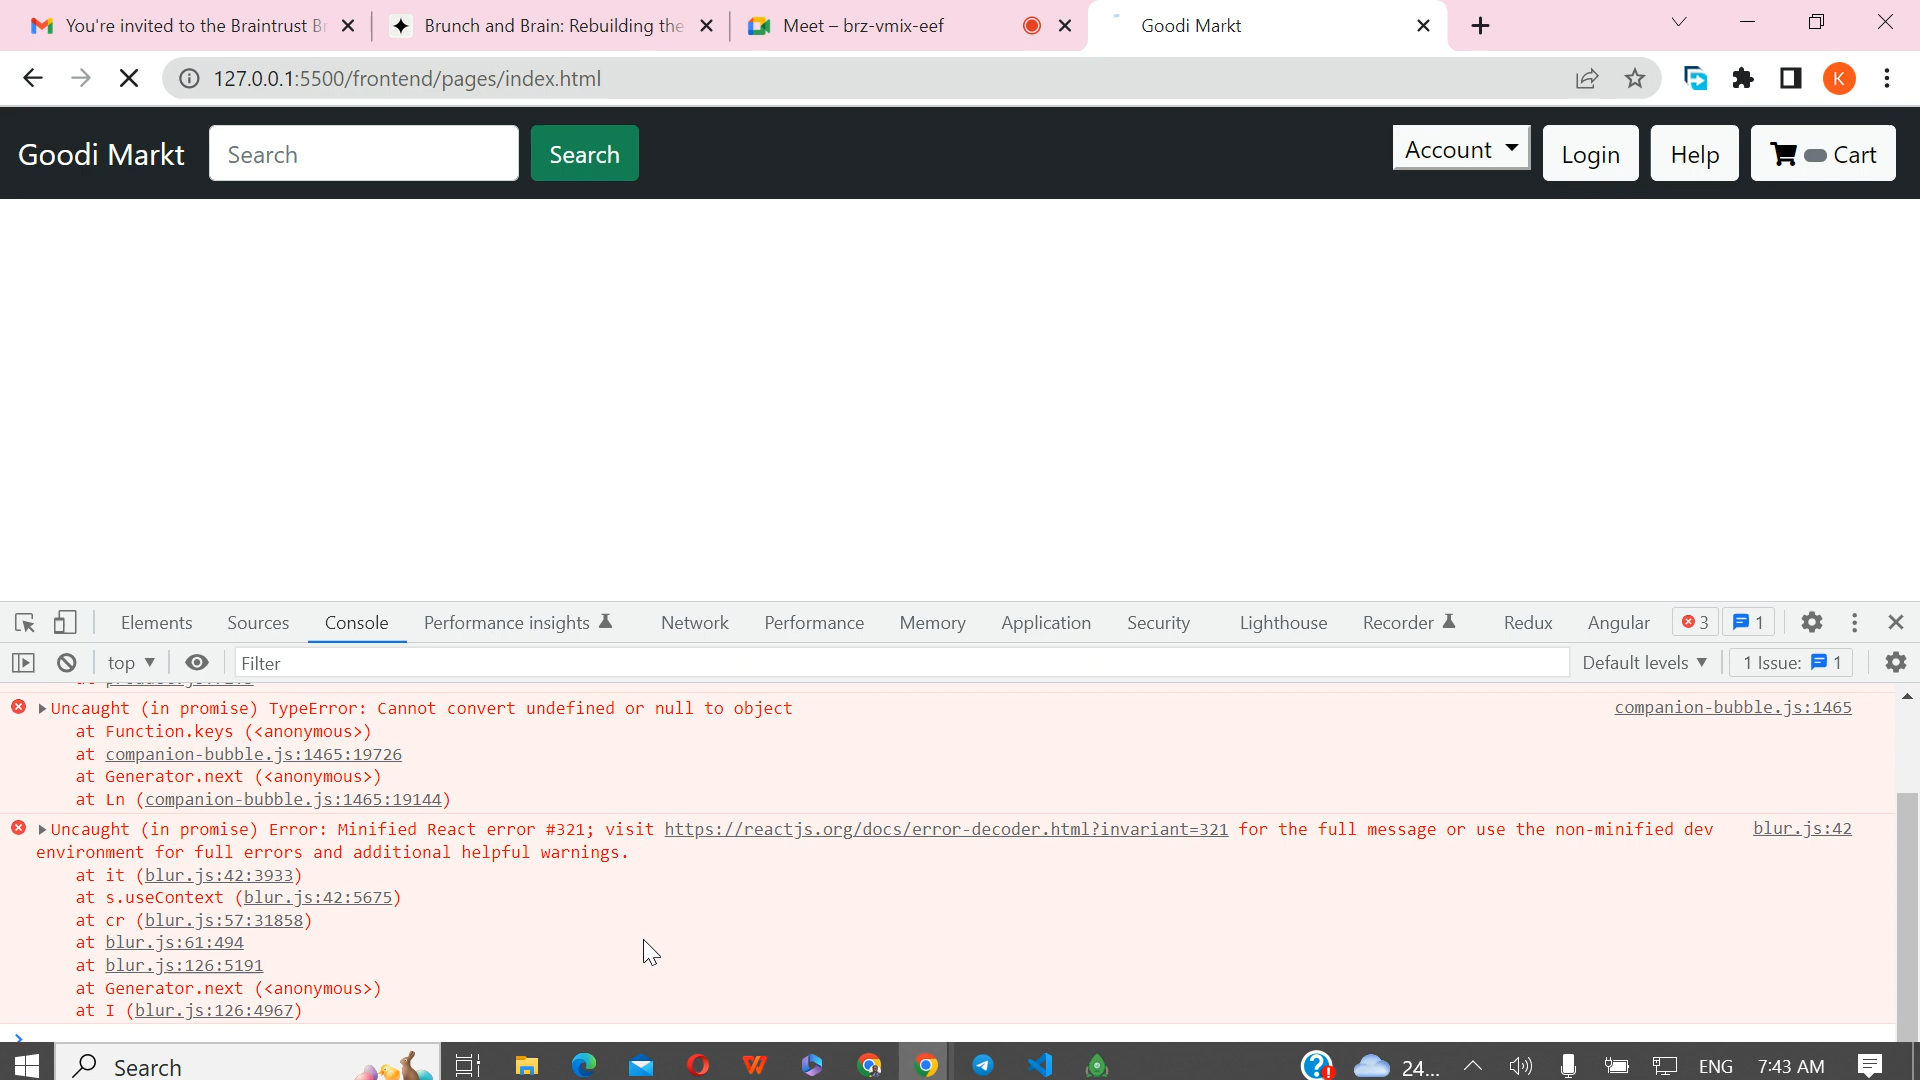 You're invited to the Braintrust Br
Brunch and Brain: Rebuilding the
Meet – brz-vmix-eef
Goodi Markt
127.0.0.1:5500/frontend/pages/index.html
K
Goodi Markt
Search
Search
Account
Login
Help
Cart
Elements
Sources
Console
Performance insights
Network
Performance
Memory
Application
Security
Lighthouse
Recorder
Redux
Angular
3
1
top
Filter
Default levels
1 Issue: 1
Uncaught (in promise) TypeError: Cannot convert undefined or null to object companion-bubble.js:1465
at Function.keys (<anonymous>)
at companion-bubble.js:1465:19726
at Generator.next (<anonymous>)
at Ln (companion-bubble.js:1465:19144)
Uncaught (in promise) Error: Minified React error #321; visit https://reactjs.org/docs/error-decoder.html?invariant=321 for the full message or use the non-minified dev blur.js:42
environment for full errors and additional helpful warnings.
at it (blur.js:42:3933)
at s.useContext (blur.js:42:5675)
at cr (blur.js:57:31858)
at blur.js:61:494
at blur.js:126:5191
at Generator.next (<anonymous>)
at I (blur.js:126:4967)
Search
24...
ENG
7:43 AM